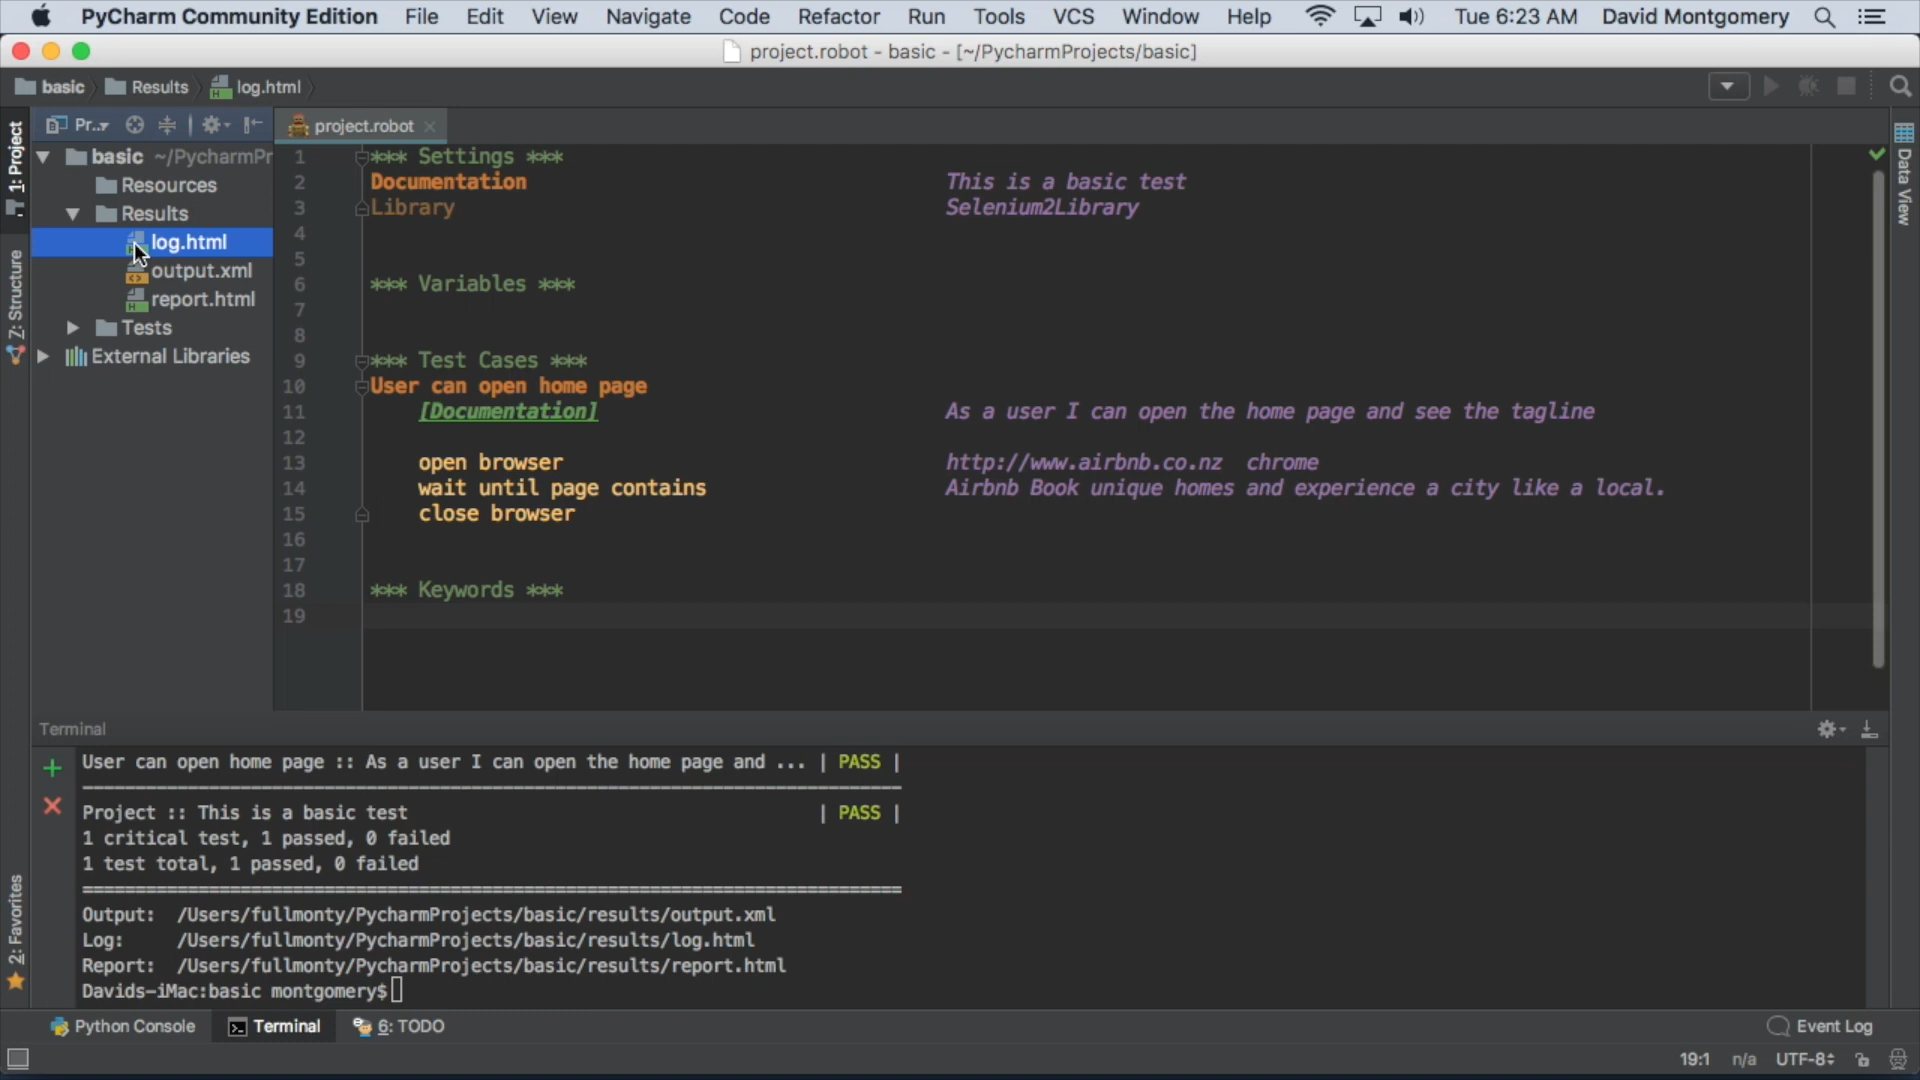 PyCharm Community Edition File Edit View Navigate Code Refactor Run Tools VCS Window Help Tue 6:23 AM David Montgomery
project.robot - basic - [~/PycharmProjects/basic]
basic Results log.html
Pr..
project.robot
1: Project
Z: Structure
2: Favorites
basic ~/PycharmPr
Resources
Results
log.html
output.xml
report.html
Tests
External Libraries
1 *** Settings ***
2 Documentation This is a basic test
3 Library Selenium2Library
4
5
6 *** Variables ***
7
8
9 *** Test Cases ***
10 User can open home page
11 [Documentation] As a user I can open the home page and see the tagline
12
13 open browser http://www.airbnb.co.nz chrome
14 wait until page contains Airbnb Book unique homes and experience a city like a local.
15 close browser
16
17
18 *** Keywords ***
19
Data View
Terminal
User can open home page :: As a user I can open the home page and ... | PASS |
Project :: This is a basic test | PASS |
1 critical test, 1 passed, 0 failed
1 test total, 1 passed, 0 failed
Output: /Users/fullmonty/PycharmProjects/basic/results/output.xml
Log: /Users/fullmonty/PycharmProjects/basic/results/log.html
Report: /Users/fullmonty/PycharmProjects/basic/results/report.html
Davids-iMac:basic montgomery$
Python Console Terminal 6: TODO Event Log
19:1 n/a UTF-8